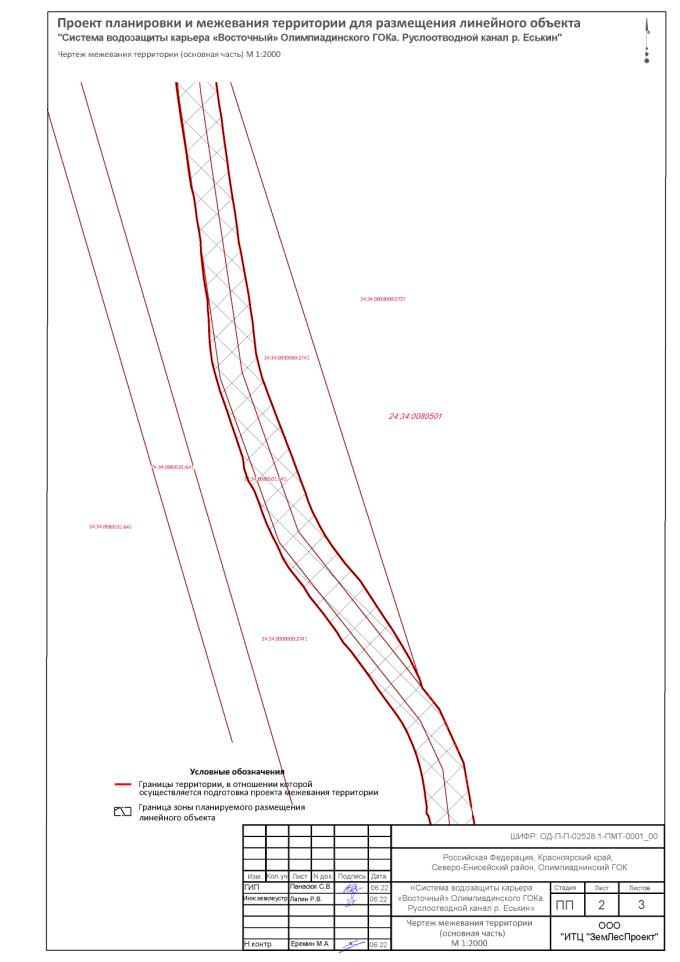 Проект планировки и межевания территории для размещения линейного объекта
"Система водозащиты карьера «Восточный» Олимпиадинского ГОКа. Руслоотводной канал р. Еськин"
Чертеж межевания территории (основная часть) М 1:2000
24:34:0000000:2727
24:34:0000000:2741
24:34:0080501
24:34:0080501:64
24:34:0080501:645
24:34:0080501:643
24:34:0000000:2741
Условные обозначения
Границы территории, в отношении которой
осуществляется подготовка проекта межевания территории
Граница зоны планируемого размещения
линейного объекта
ШИФР: ОД-П-П-02528.1-ПМТ-0001_00
Российская Федерация, Красноярский край,
Северо-Енисейский район, Олимпиаднинский ГОК
Изм. Кол.уч Лист N док. Подпись Дата
ГИП Панасюк С.В. 06.22
Инж.землеустр Лапин Р.В. 06.22
Н.контр. Еремин М.А 06.22
«Система водозащиты карьера
«Восточный» Олимпиадинского ГОКа.
Руслоотводной канал р. Еськин»
Стадия Лист Листов
ПП 2 3
Чертеж межевания территории
(основная часть)
М 1:2000
ООО
"ИТЦ "ЗемЛесПроект"